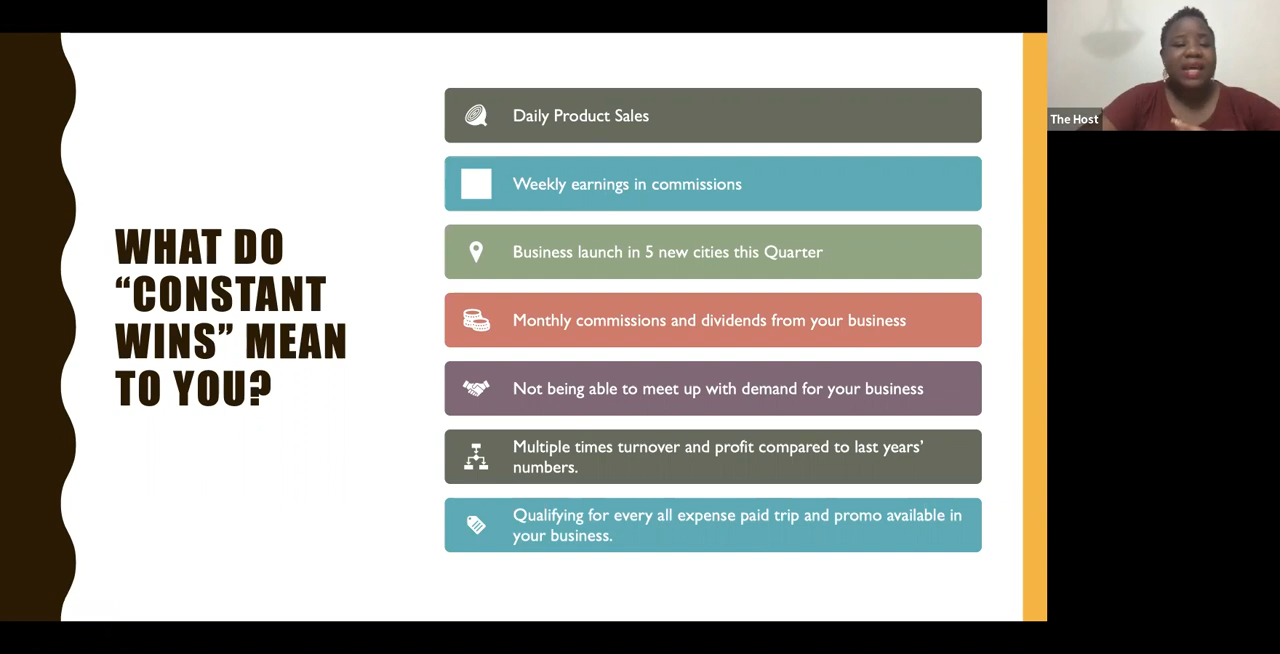 WHAT DO
“CONSTANT
WINS” MEAN
TO YOU?
Daily Product Sales
Weekly earnings in commissions
Business launch in 5 new cities this Quarter
Monthly commissions and dividends from your business
Not being able to meet up with demand for your business
Multiple times turnover and profit compared to last years’
numbers.
Qualifying for every all expense paid trip and promo available in
your business.
The Host